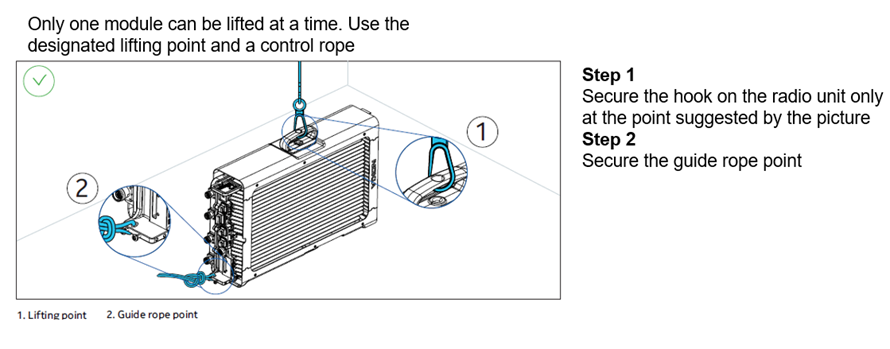 Only one module can be lifted at a time. Use the
designated lifting point and a control rope
Step 1
Secure the hook on the radio unit only
at the point suggested by the picture
Step 2
Secure the guide rope point
1
2
NOKIA
1. Lifting point 2. Guide rope point